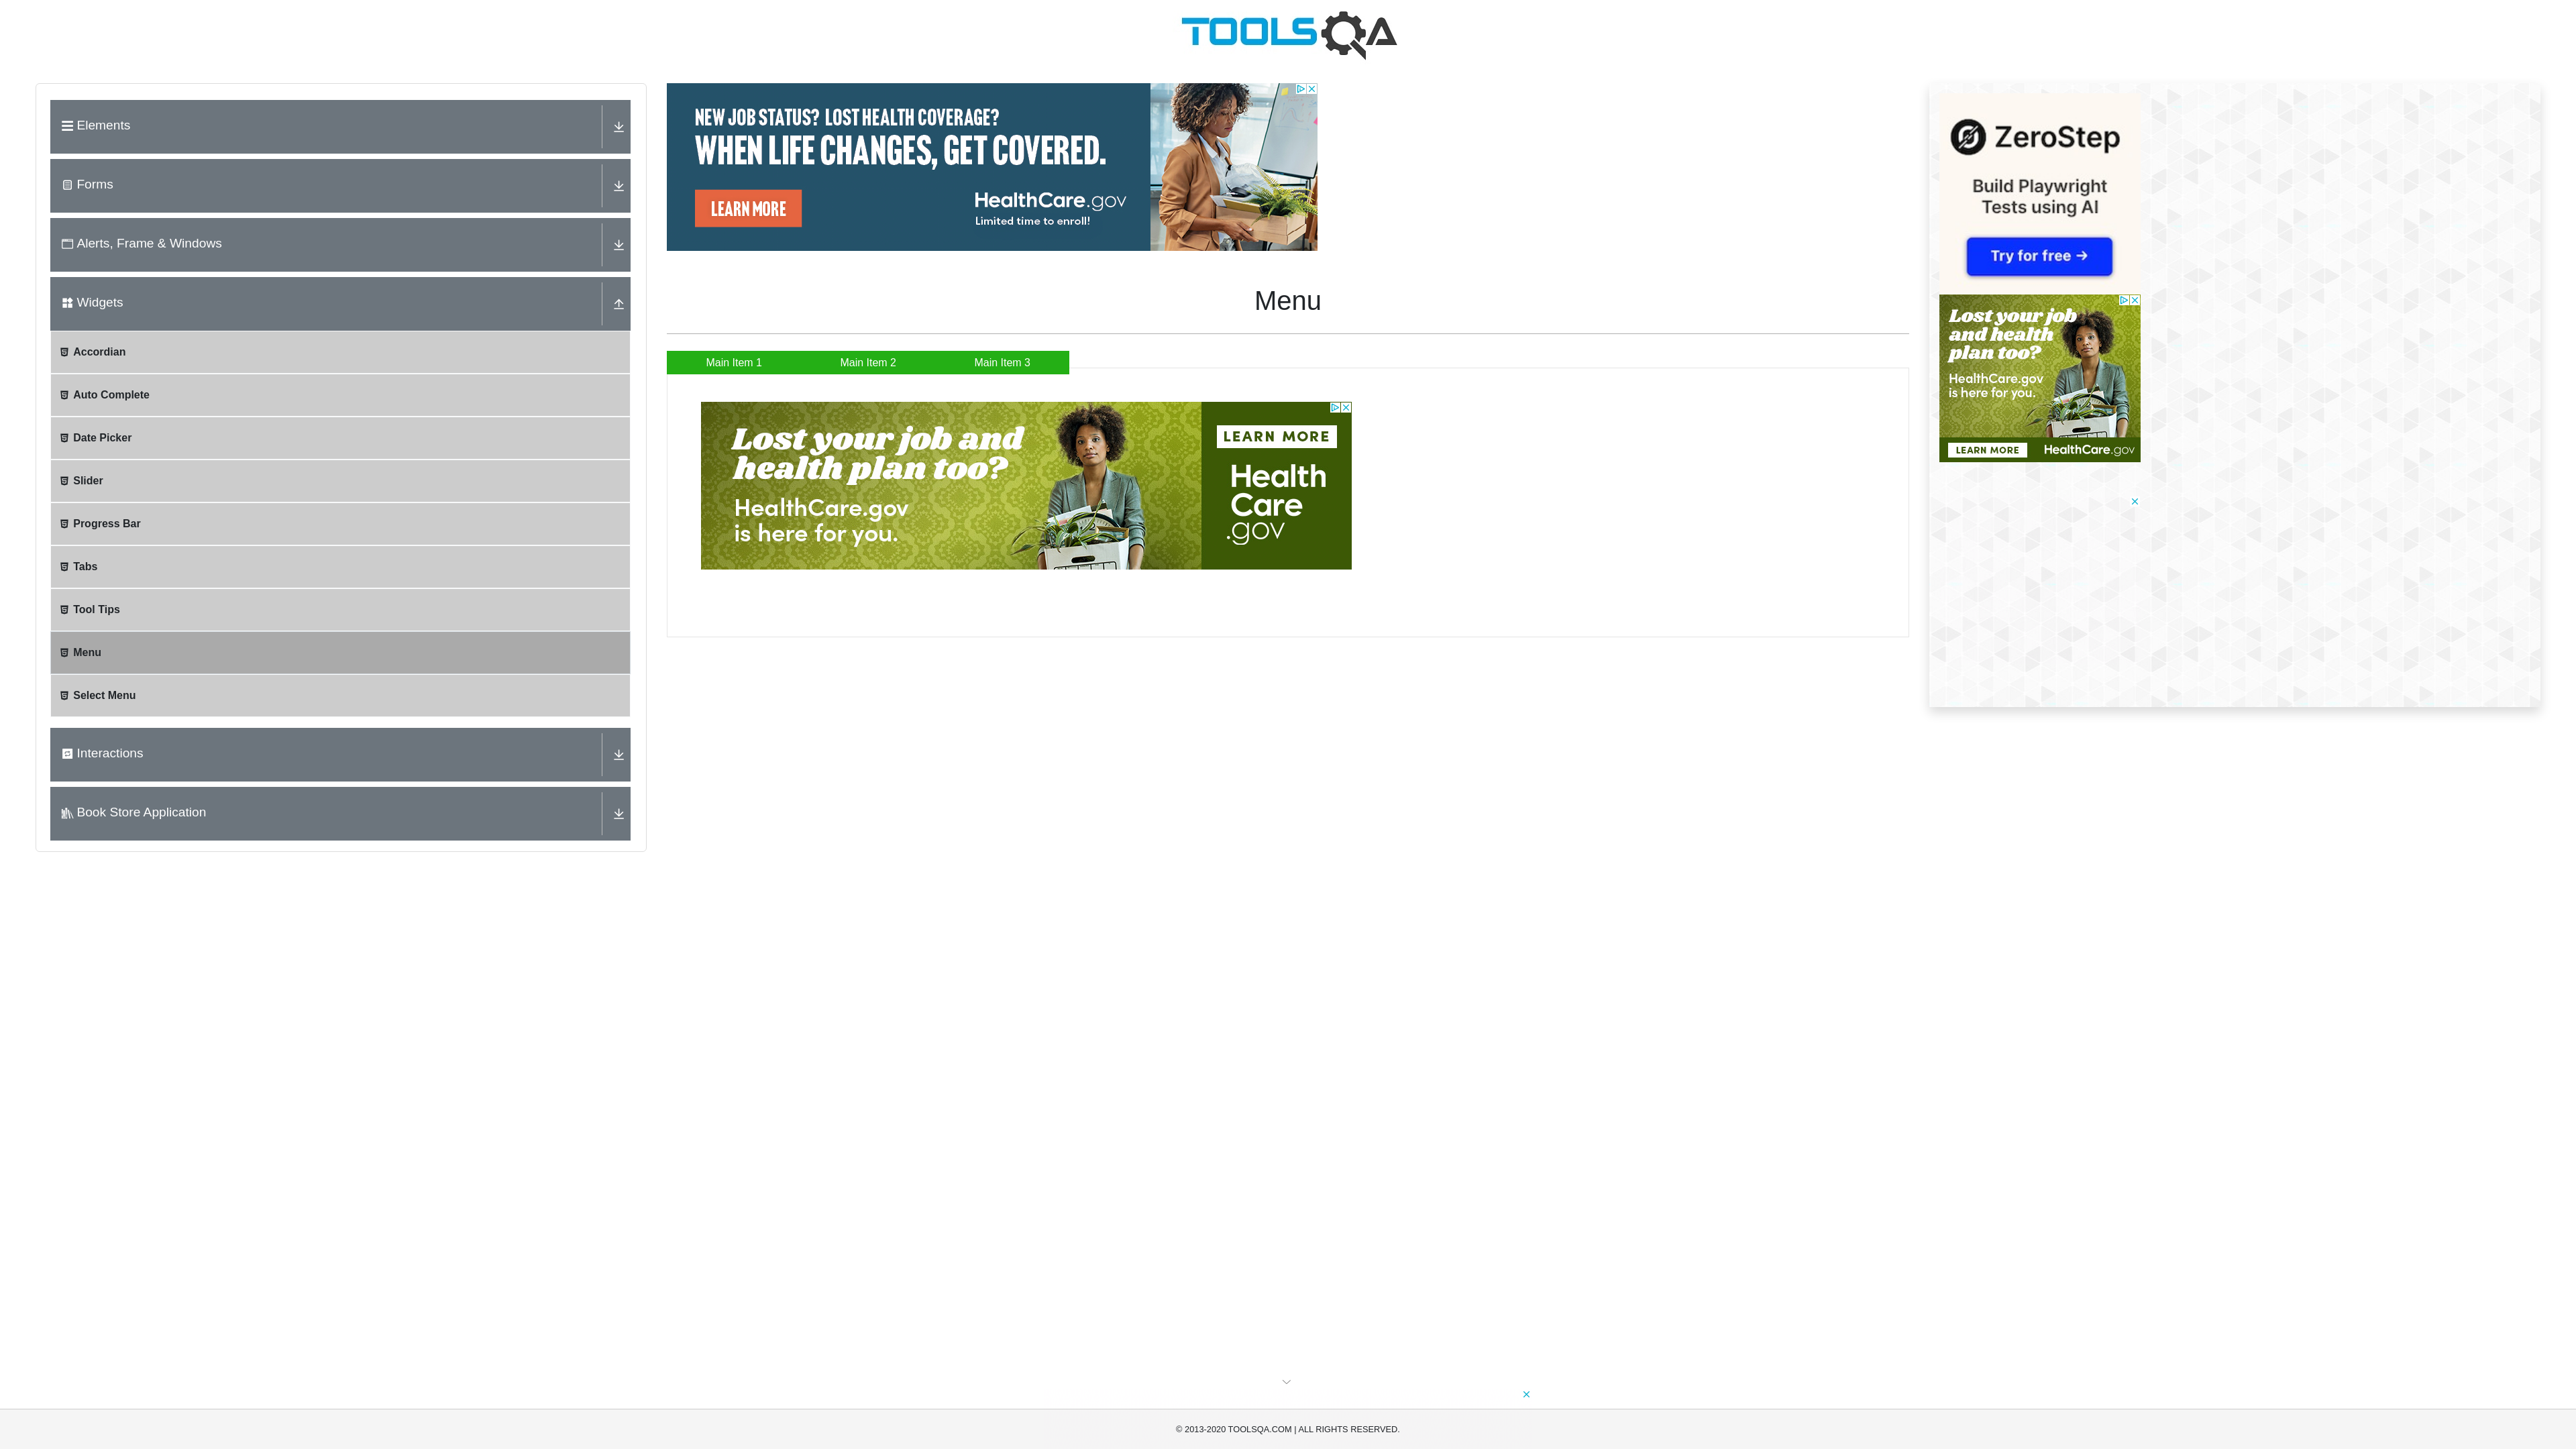 TOOLSQA
Elements
Forms
Alerts, Frame & Windows
Widgets
Accordian
Auto Complete
Date Picker
Slider
Progress Bar
Tabs
Tool Tips
Menu
Select Menu
Interactions
Book Store Application
NEW JOB STATUS? LOST HEALTH COVERAGE?
WHEN LIFE CHANGES, GET COVERED.
LEARN MORE
HealthCare.gov
Limited time to enroll!
Menu
Main Item 1
Main Item 2
Main Item 3
Lost your job and
health plan too?
HealthCare.gov
is here for you.
LEARN MORE
Health
Care
.gov
ZeroStep
Build Playwright
Tests using AI
Try for free →
Lost your job
and health
plan too?
HealthCare.gov
is here for you.
LEARN MORE
HealthCare.gov
© 2013-2020 TOOLSQA.COM | ALL RIGHTS RESERVED.